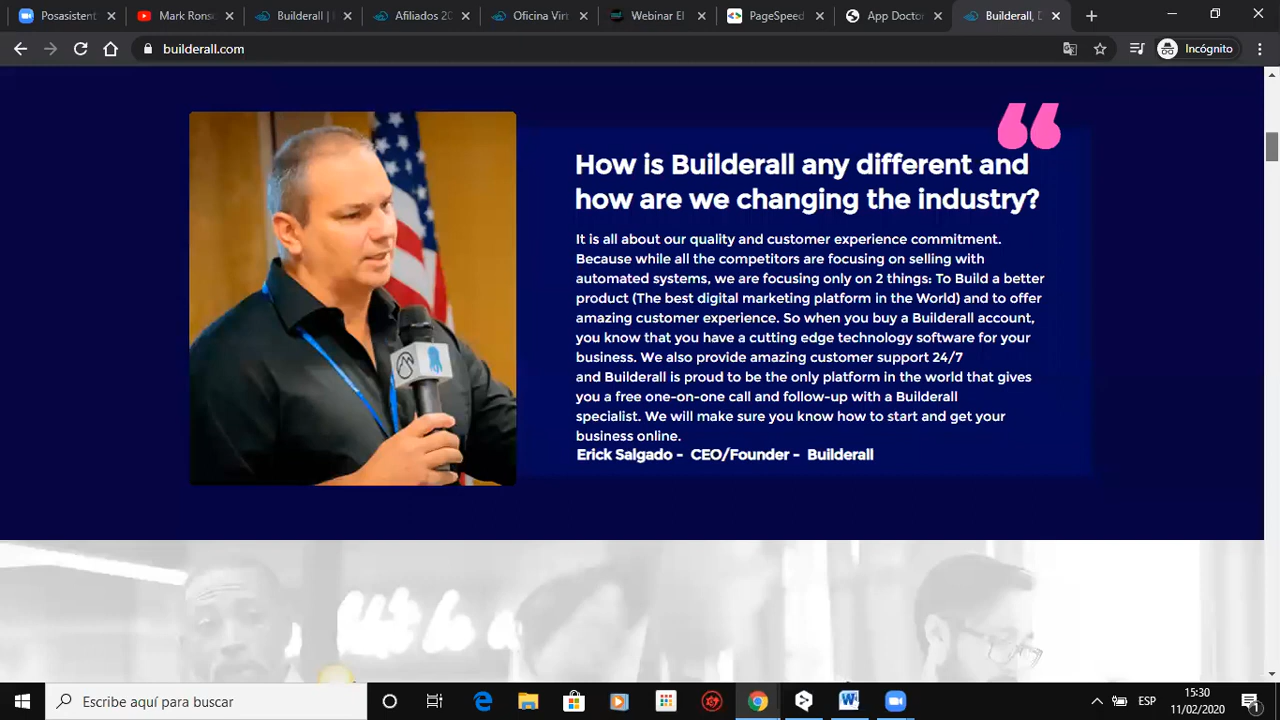 Posasistent
Mark Ronso
Builderall |
Afiliados 20
Oficina Virt
Webinar El
PageSpeed
App Docto
Builderall, D
builderall.com
Incógnito
How is Builderall any different and
how are we changing the industry?
It is all about our quality and customer experience commitment.
Because while all the competitors are focusing on selling with
automated systems, we are focusing only on 2 things: To Build a better
product (The best digital marketing platform in the World) and to offer
amazing customer experience. So when you buy a Builderall account,
you know that you have a cutting edge technology software for your
business. We also provide amazing customer support 24/7
and Builderall is proud to be the only platform in the world that gives
you a free one-on-one call and follow-up with a Builderall
specialist. We will make sure you know how to start and get your
business online.
Erick Salgado - CEO/Founder - Builderall
Escribe aquí para buscar
ESP
15:30
11/02/2020